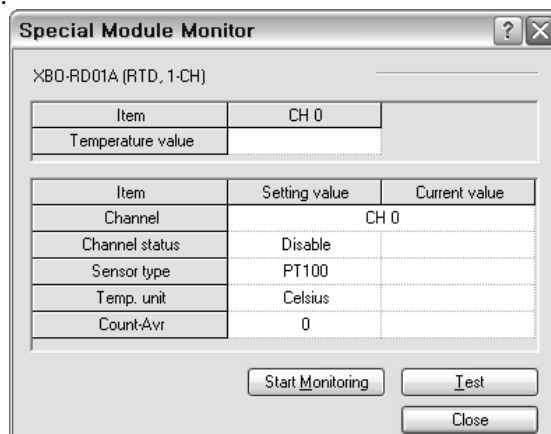 .
Special Module Monitor
XBO-RD01A (RTD, 1-CH)
Item CH 0
Temperature value
Item Setting value Current value
Channel CH 0
Channel status Disable
Sensor type PT100
Temp. unit Celsius
Count-Avr 0
Start Monitoring Test
Close